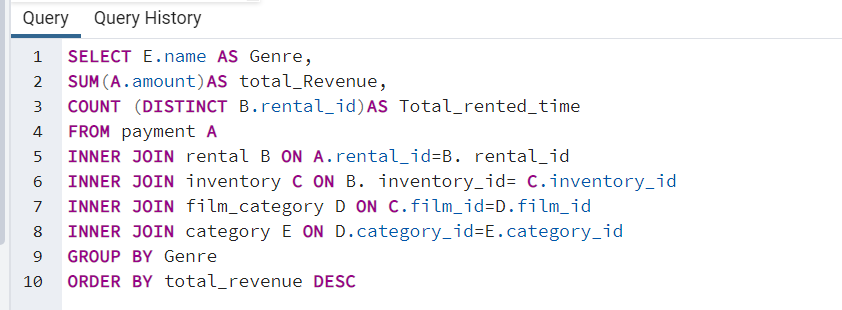 Query Query History
1 SELECT E.name AS Genre,
2 SUM(A.amount)AS total_Revenue,
3 COUNT (DISTINCT B.rental_id)AS Total_rented_time
4 FROM payment A
5 INNER JOIN rental B ON A.rental_id=B. rental_id
6 INNER JOIN inventory C ON B. inventory_id= C.inventory_id
7 INNER JOIN film_category D ON C.film_id=D.film_id
8 INNER JOIN category E ON D.category_id=E.category_id
9 GROUP BY Genre
10 ORDER BY total_revenue DESC